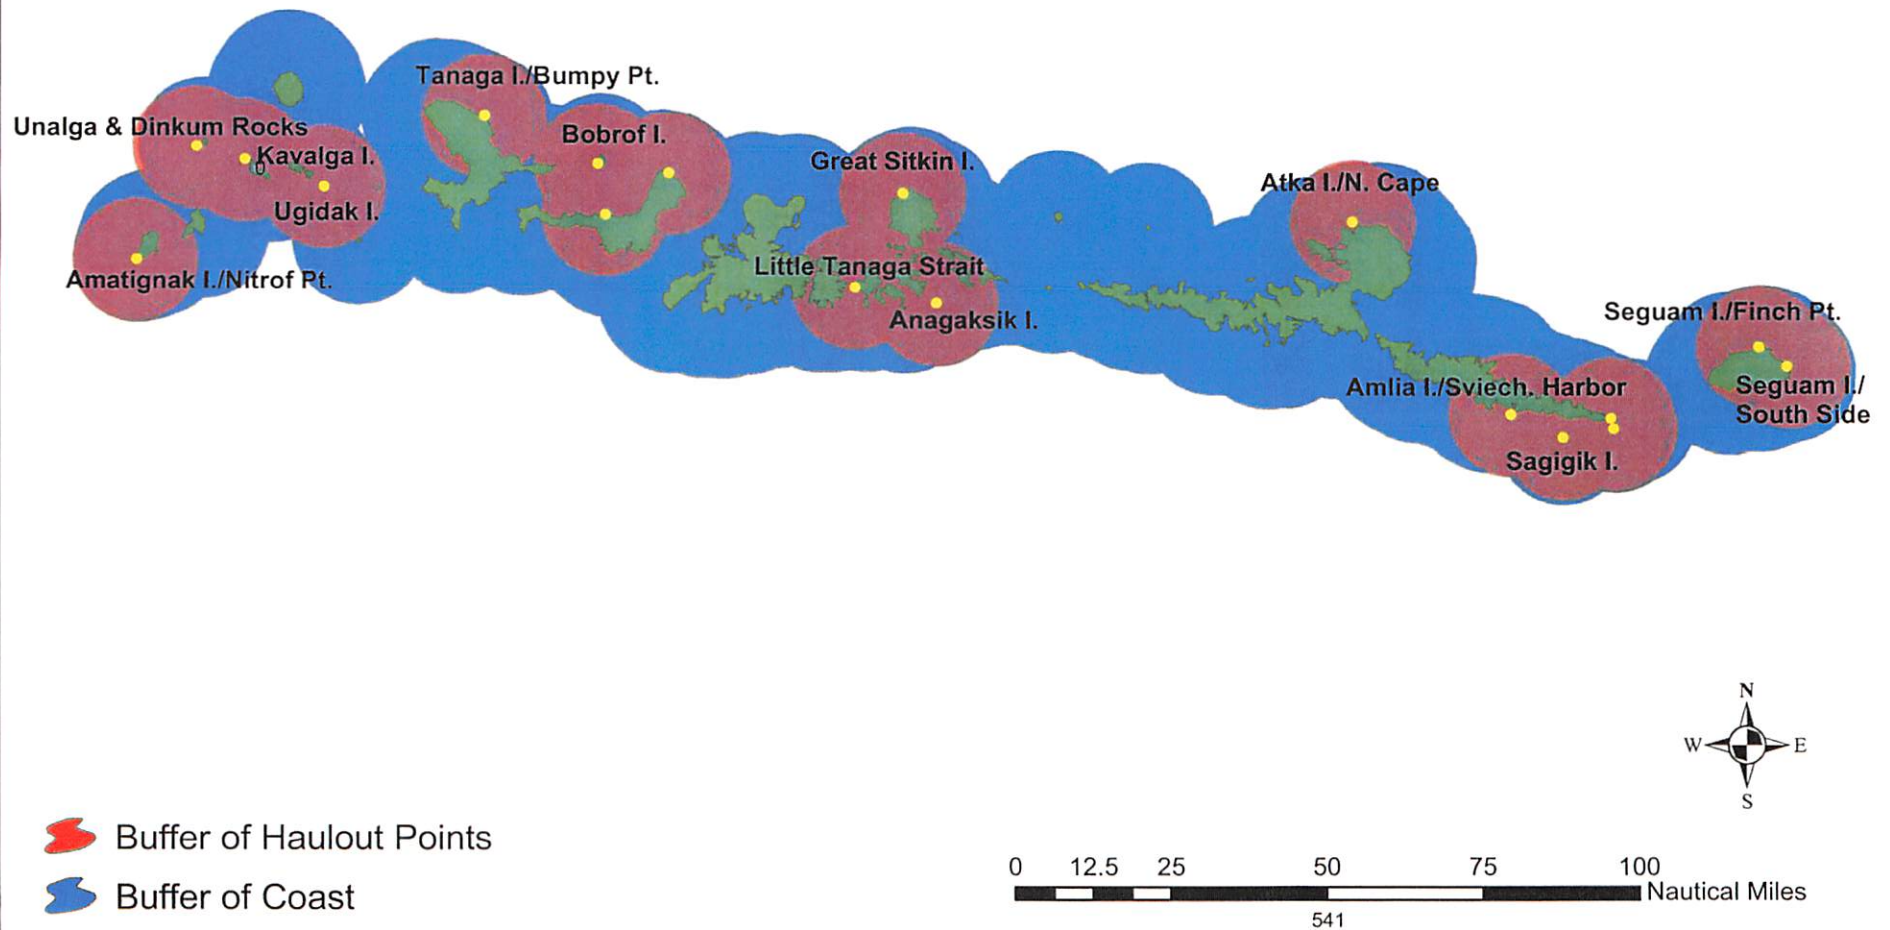 Tanaga I./Bumpy Pt.
Unalga & Dinkum Rocks
Bobrof I.
Kavalga I.
0
Great Sitkin I.
Atka I./N. Cape
Ugidak I.
Amatignak I./Nitrof Pt.
Little Tanaga Strait
Anagaksik I.
Seguam I./Finch Pt.
Amlia I./Sviech. Harbor
Seguam I./
South Side
Sagigik I.
N
W E
S
Buffer of Haulout Points
Buffer of Coast
0 12.5 25 50 75 100
Nautical Miles
541